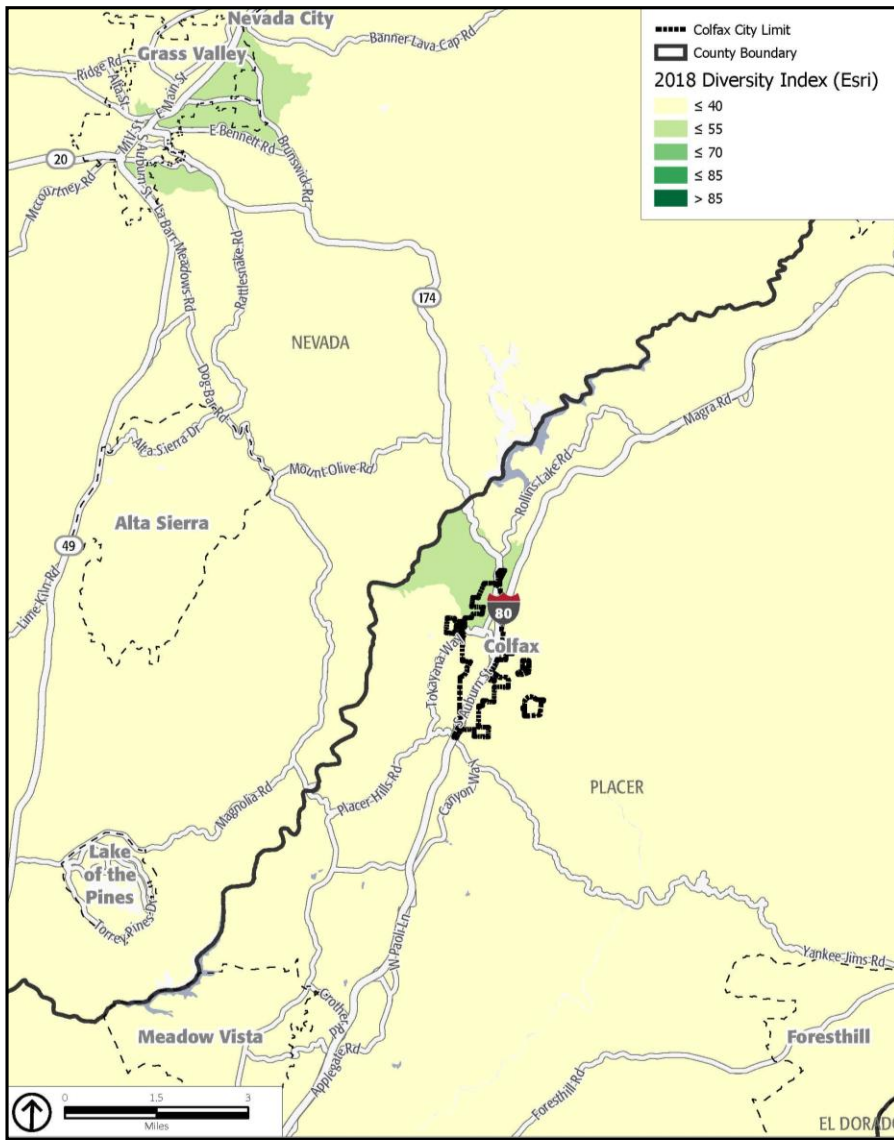 Nevada City
Grass Valley
Banner Lava Cap Rd
Ridge Rd
Alta St
E Main St
E Bennett Rd
Brunswick Rd
Mill St
S Auburn St
20
Mccourtney Rd
La Barr Meadows Rd
Rattlesnake Rd
174
NEVADA
Dog Bar Rd
Alta Sierra Dr
Mount Olive Rd
Magra Rd
Rollins Lake Rd
Alta Sierra
49
Lime Kiln Rd
80
Colfax
Tokayana Way
S Auburn St
Placer Hills Rd
Canyon Way
PLACER
Magnolia Rd
Lake
of the
Pines
Torrey Pines Dr
W Paoli Ln
Yankee Jims Rd
Crother Rd
Meadow Vista
Applegate Rd
Foresthill
Foresthill Rd
EL DORADO
Colfax City Limit
County Boundary
2018 Diversity Index (Esri)
≤ 40
≤ 55
≤ 70
≤ 85
> 85
0 1.5 3
Miles